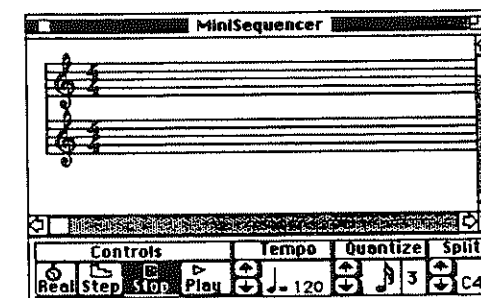 MiniSequencer
Controls Tempo Quantize Split
Real Step Stop Play 120 3 C4